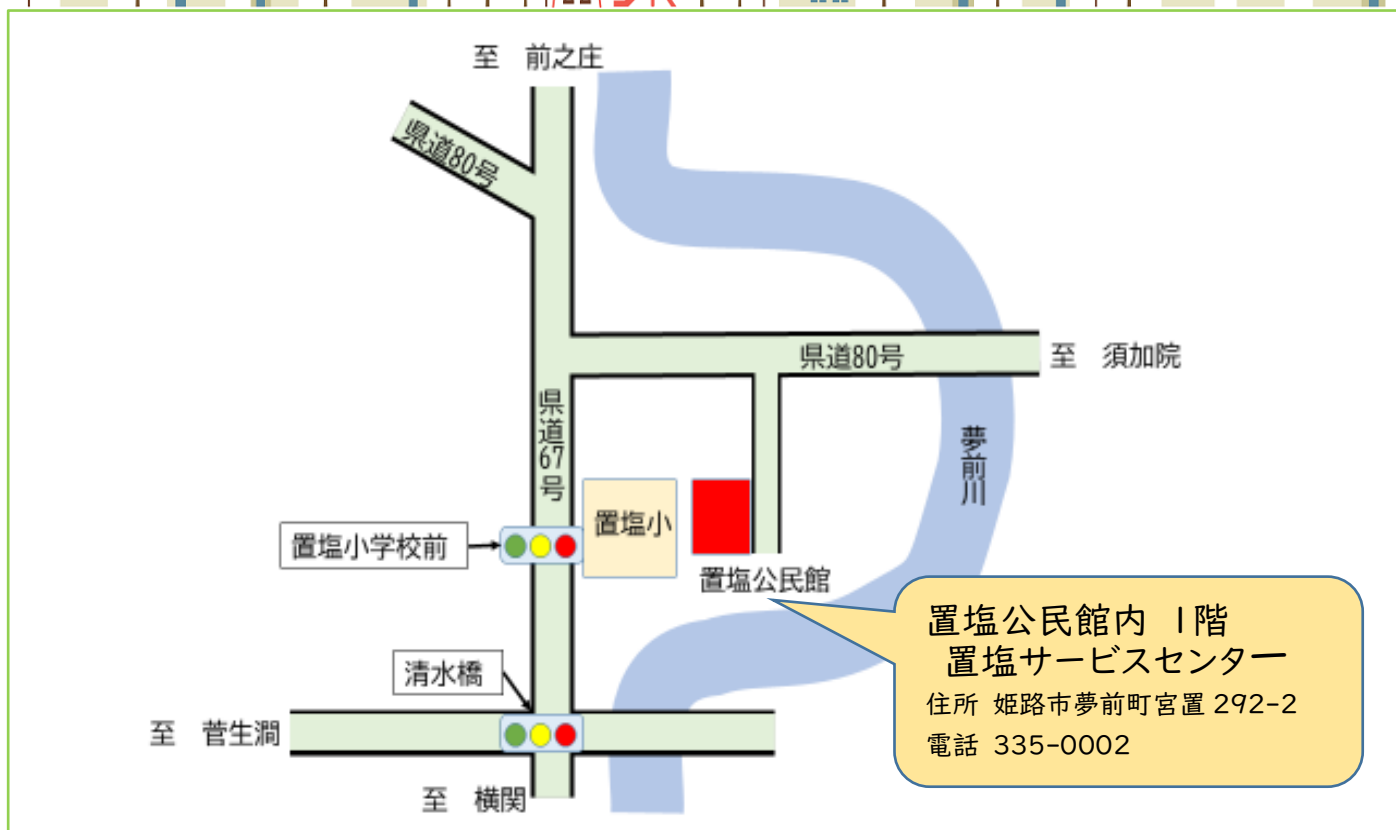 至 前之庄
県道80号
県道80号
至 須加院
県道67号
夢前川
置塩小
置塩小学校前
置塩公民館
置塩公民館内 1階
置塩サービスセンター
住所 姫路市夢前町宮置 292-2
電話 335-0002
清水橋
至 菅生澗
至 横関